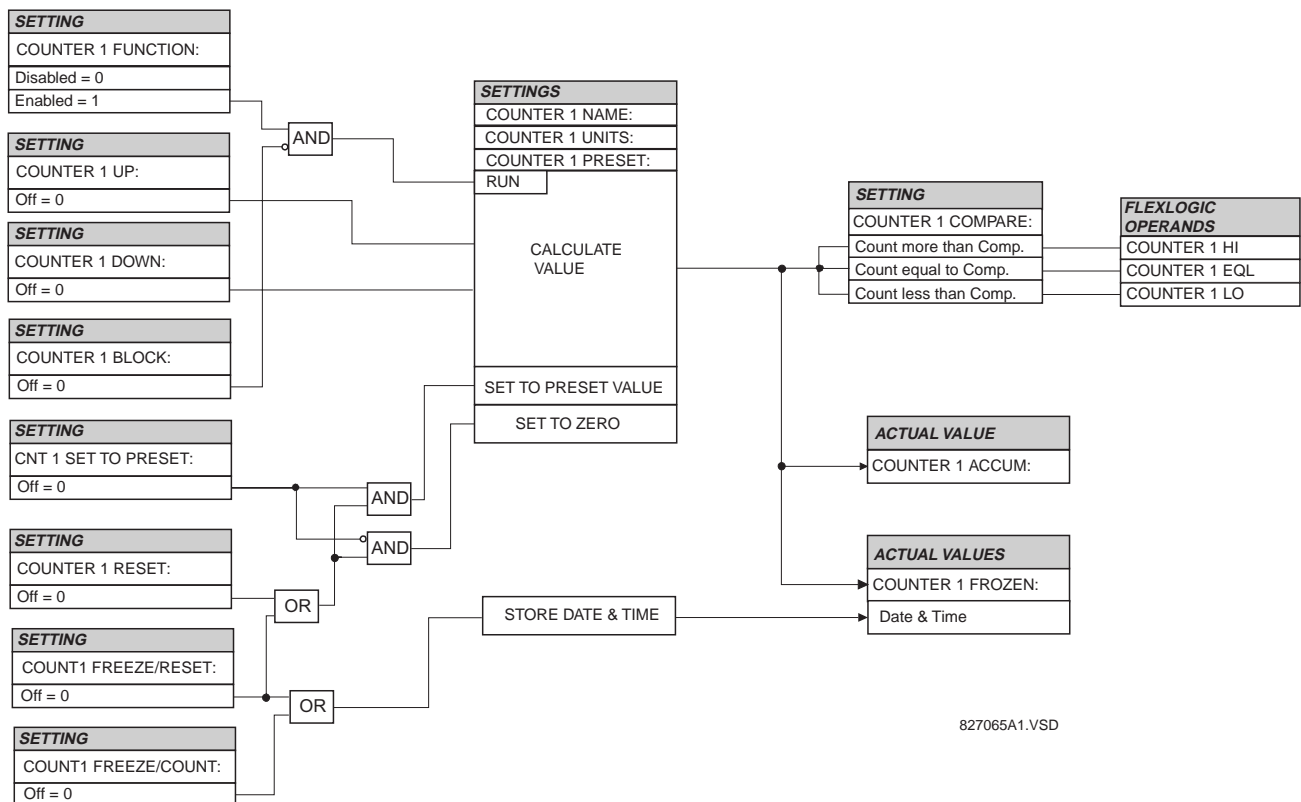 SETTING
COUNTER 1 FUNCTION:
Disabled = 0
Enabled = 1
SETTING
COUNTER 1 UP:
Off = 0
SETTING
COUNTER 1 DOWN:
Off = 0
SETTING
COUNTER 1 BLOCK:
Off = 0
SETTING
CNT 1 SET TO PRESET:
Off = 0
SETTING
COUNTER 1 RESET:
Off = 0
SETTING
COUNT1 FREEZE/RESET:
Off = 0
SETTING
COUNT1 FREEZE/COUNT:
Off = 0
AND
AND
AND
OR
OR
SETTINGS
COUNTER 1 NAME:
COUNTER 1 UNITS:
COUNTER 1 PRESET:
RUN
CALCULATE
VALUE
SET TO PRESET VALUE
SET TO ZERO
STORE DATE & TIME
SETTING
COUNTER 1 COMPARE:
Count more than Comp.
Count equal to Comp.
Count less than Comp.
FLEXLOGIC
OPERANDS
COUNTER 1 HI
COUNTER 1 EQL
COUNTER 1 LO
ACTUAL VALUE
COUNTER 1 ACCUM:
ACTUAL VALUES
COUNTER 1 FROZEN:
Date & Time
827065A1.VSD